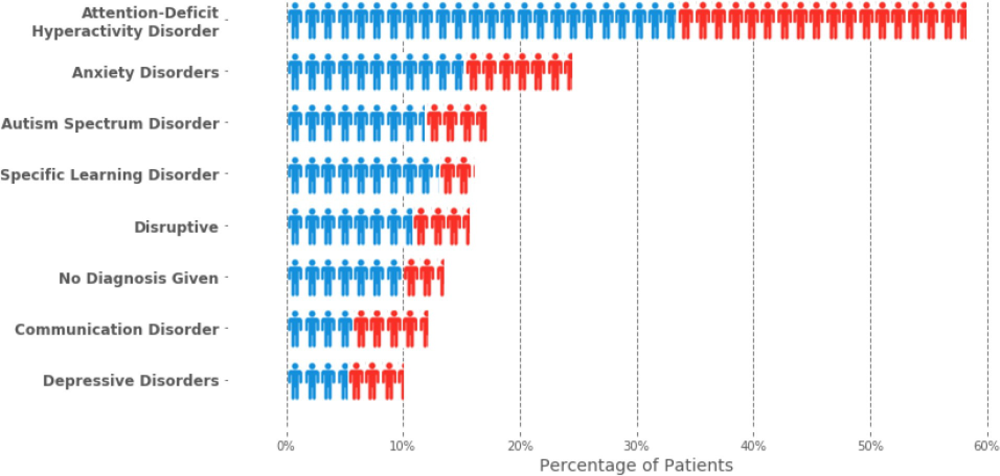 Attention-Deficit
Hyperactivity Disorder
Anxiety Disorders
Autism Spectrum Disorder
Specific Learning Disorder
Disruptive
No Diagnosis Given
Communication Disorder
Depressive Disorders
0% 10% 20% 30% 40% 50% 60%
Percentage of Patients